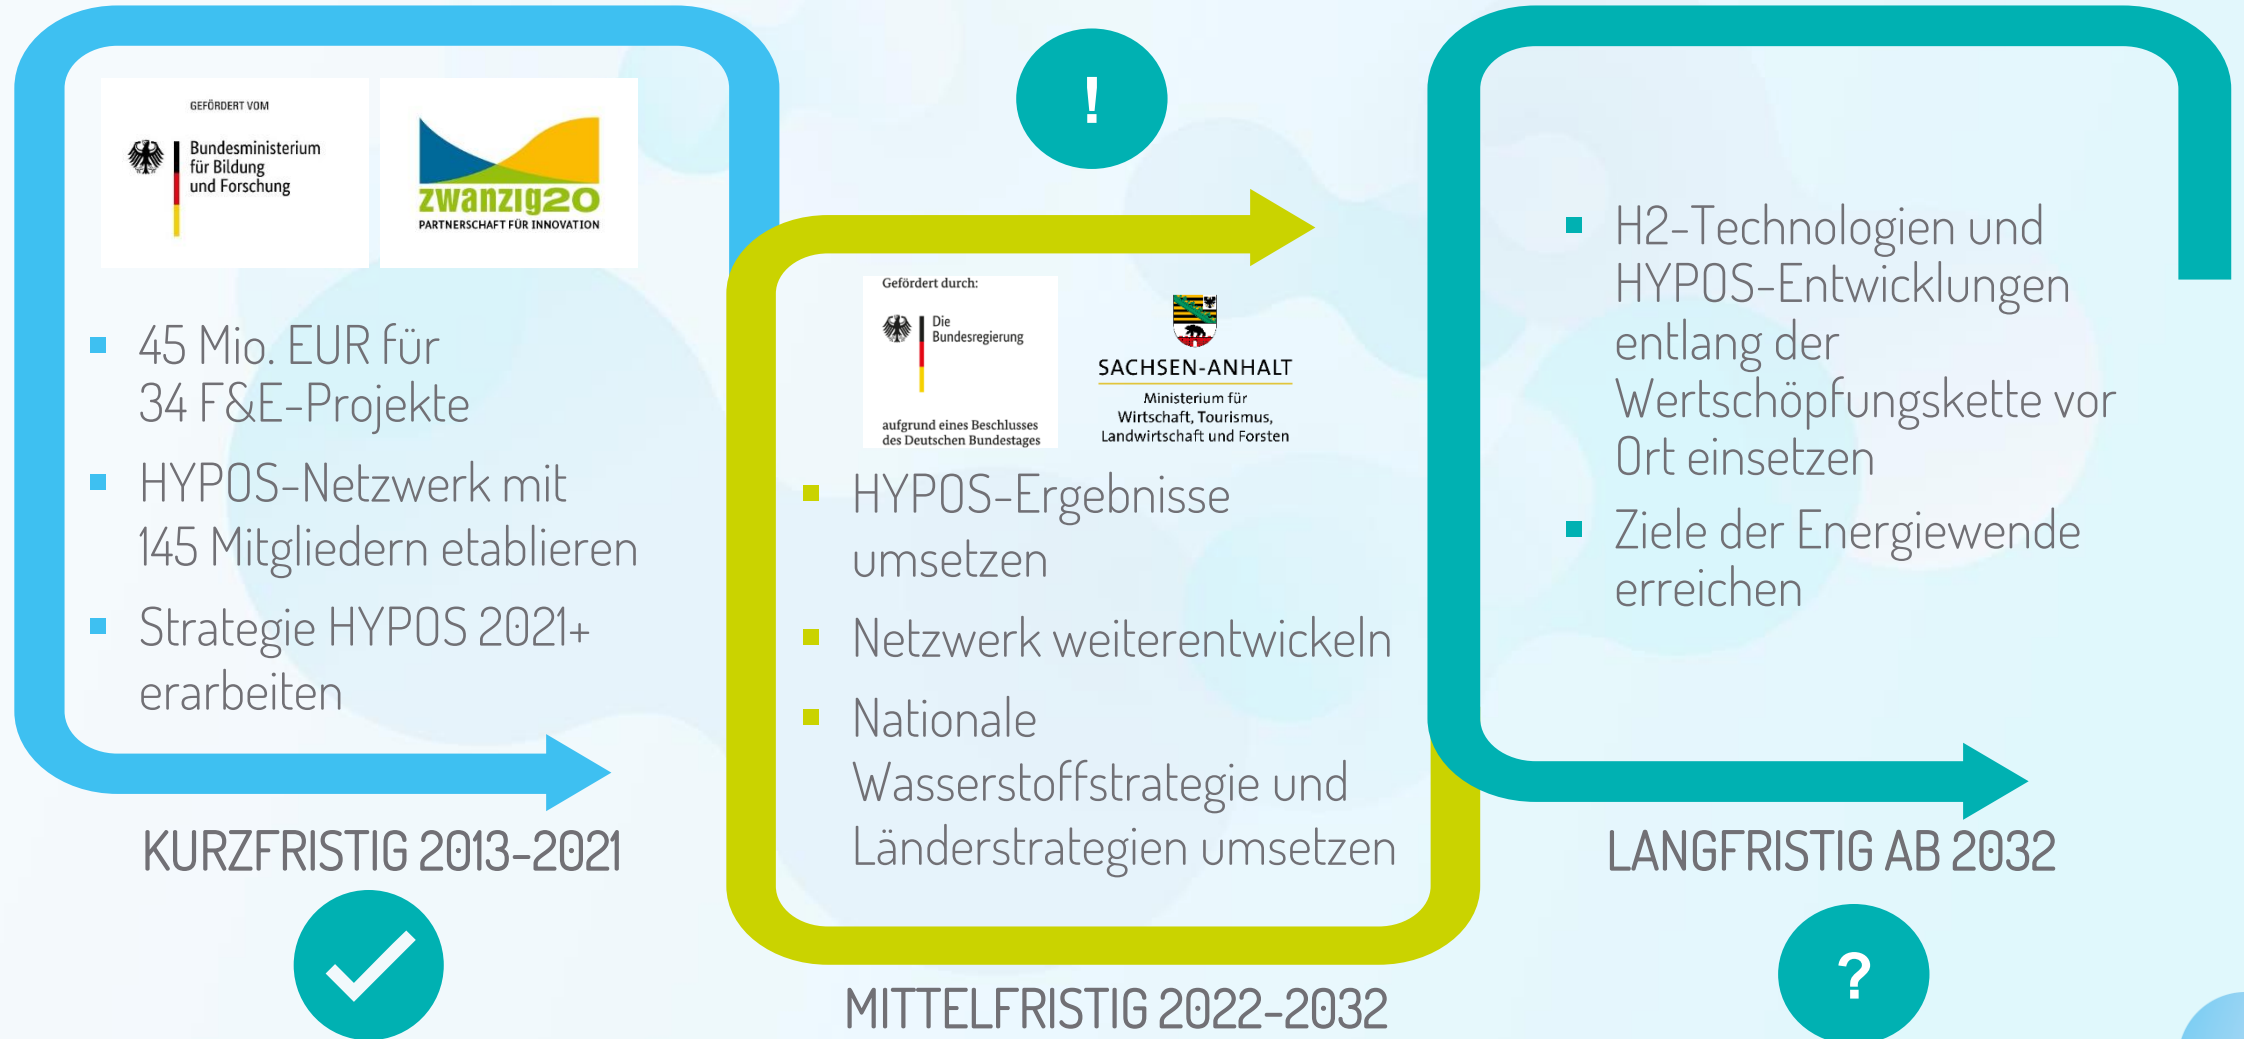 GEFÖRDERT VOM
Bundesministerium
für Bildung
und Forschung
zwanzig20
PARTNERSCHAFT FÜR INNOVATION
45 Mio. EUR für
34 F&E-Projekte
HYPOS-Netzwerk mit
145 Mitgliedern etablieren
Strategie HYPOS 2021+
erarbeiten
KURZFRISTIG 2013-2021
!
Gefördert durch:
Die
Bundesregierung
aufgrund eines Beschlusses
des Deutschen Bundestages
SACHSEN-ANHALT
Ministerium für
Wirtschaft, Tourismus,
Landwirtschaft und Forsten
HYPOS-Ergebnisse
umsetzen
Netzwerk weiterentwickeln
Nationale
Wasserstoffstrategie und
Länderstrategien umsetzen
MITTELFRISTIG 2022-2032
H2-Technologien und
HYPOS-Entwicklungen
entlang der
Wertschöpfungskette vor
Ort einsetzen
Ziele der Energiewende
erreichen
LANGFRISTIG AB 2032
?